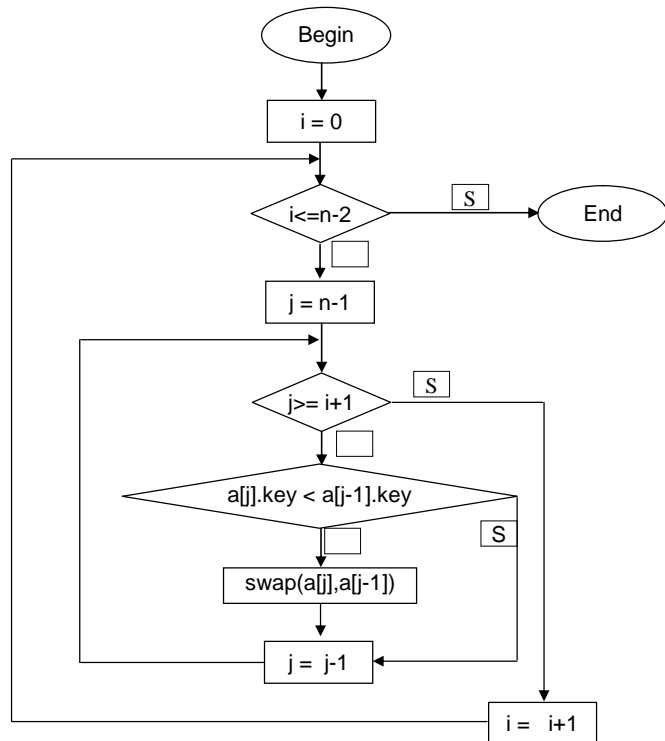 Begin
i = 0
i<=n-2
S
End
j = n-1
j>= i+1
S
a[j].key < a[j-1].key
S
swap(a[j],a[j-1])
j = j-1
i = i+1